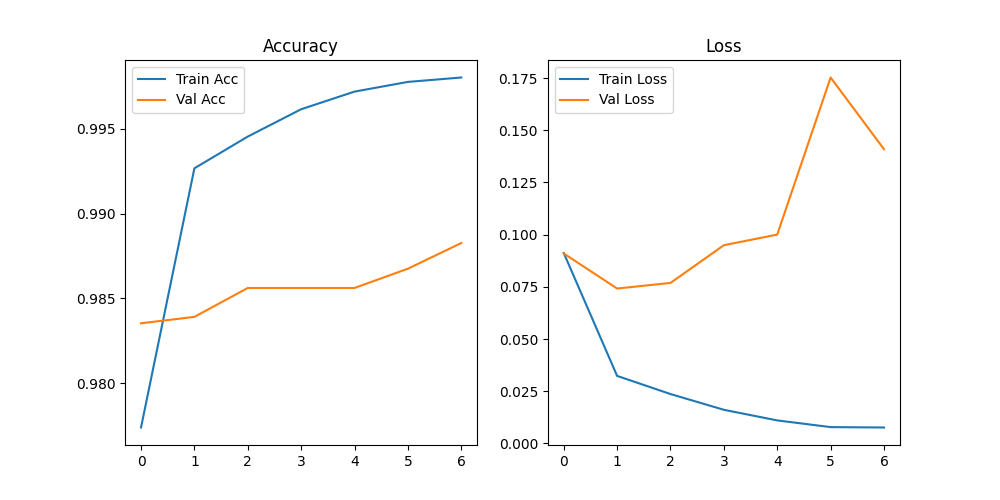 Accuracy
Train Acc
Val Acc
0.995
0.990
0.985
0.980
0 1 2 3 4 5 6
Loss
Train Loss
Val Loss
0.175
0.150
0.125
0.100
0.075
0.050
0.025
0.000
0 1 2 3 4 5 6